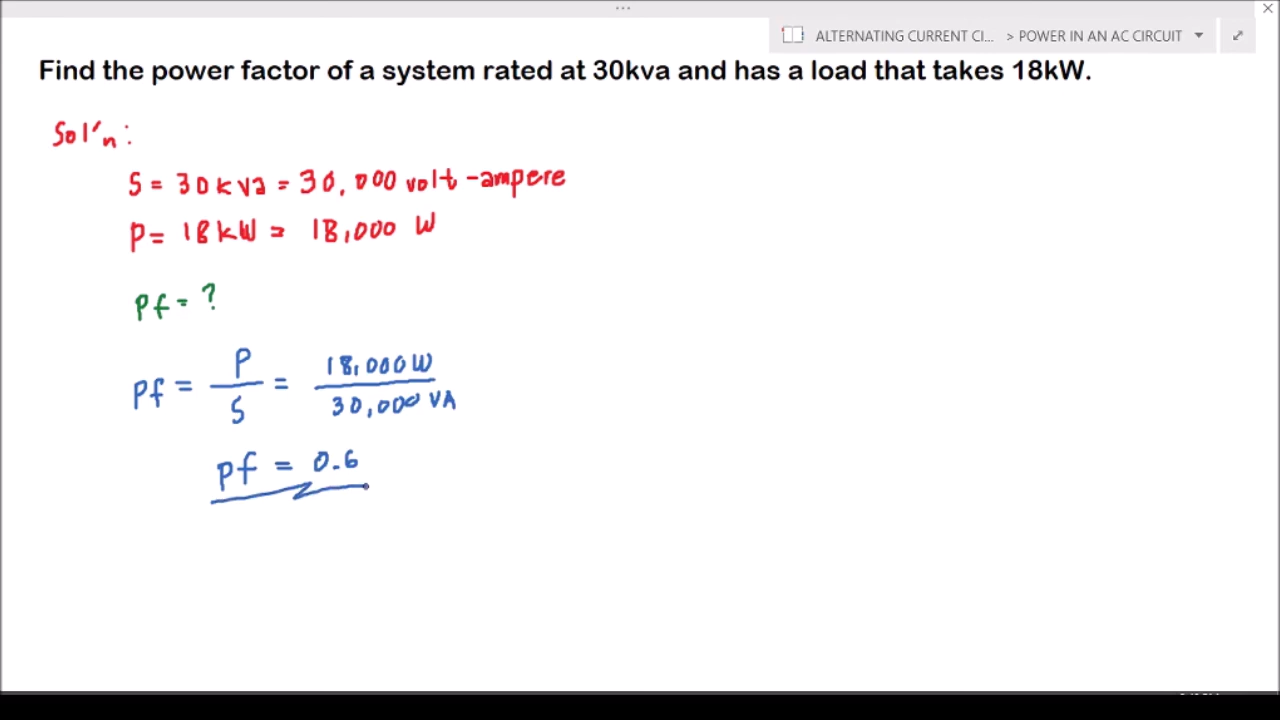 ALTERNATING CURRENT CI... > POWER IN AN AC CIRCUIT
Find the power factor of a system rated at 30kva and has a load that takes 18kW.
Sol'n:
S = 30kva = 30,000 volt-ampere
P = 18kW = 18,000 W
Pf = ?
Pf = P/S = 18,000W/30,000 VA
pf = 0.6